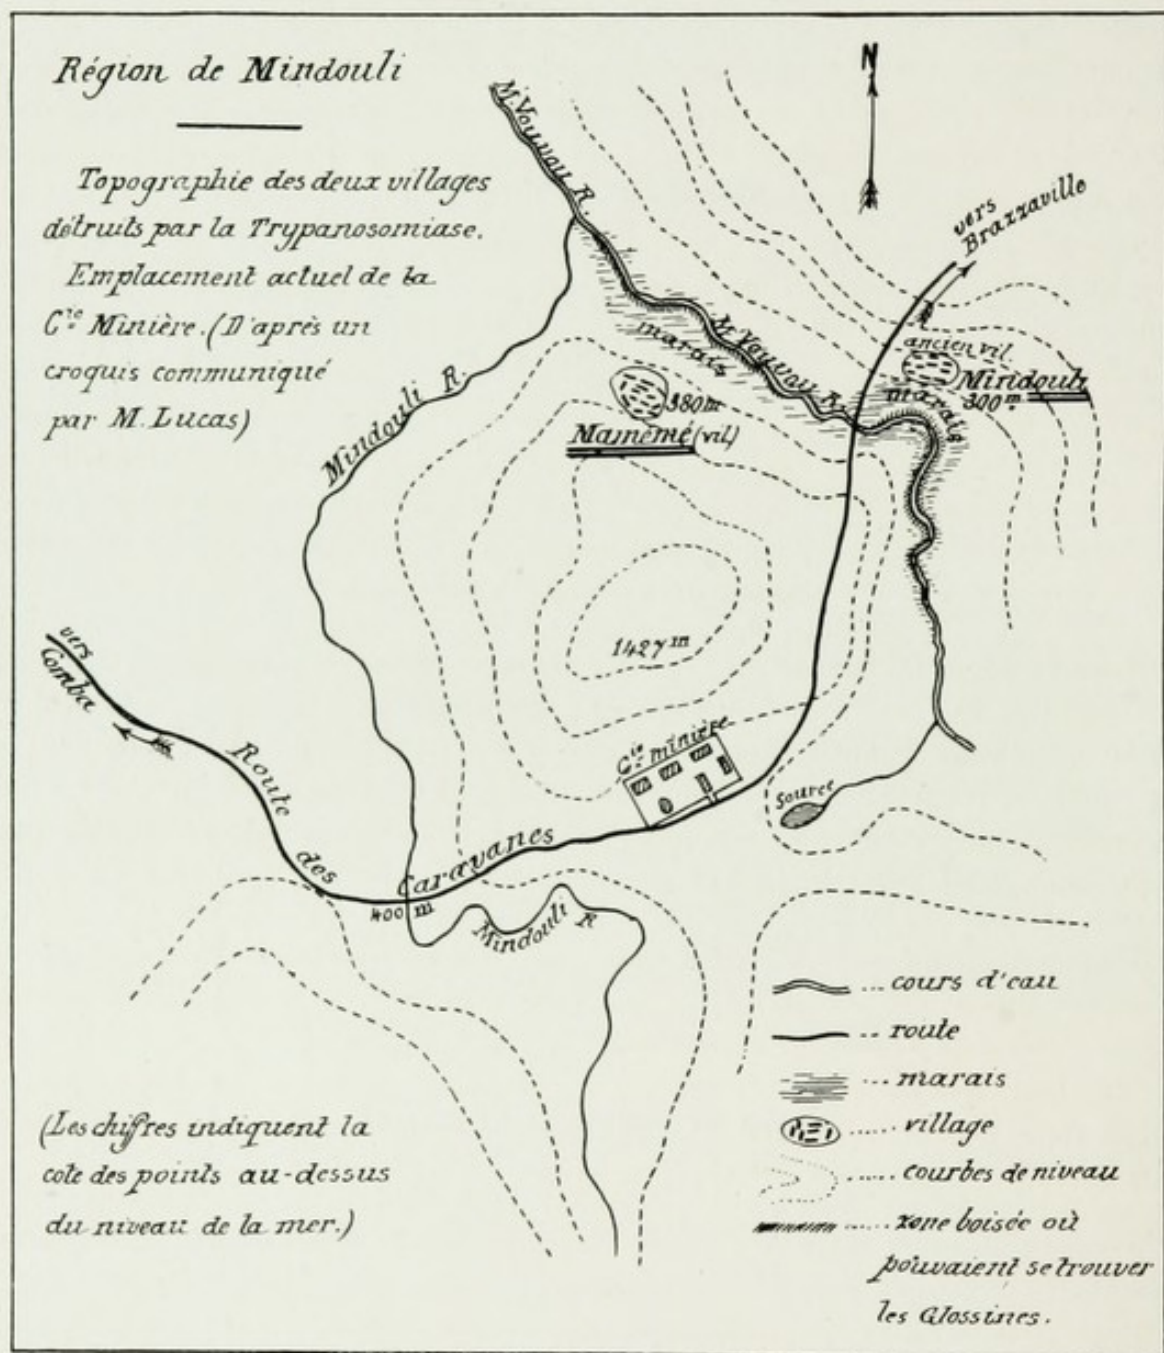 Région de Mindouli
Topographie des deux villages
détruits par la Trypanosomiase.
Emplacement actuel de la
Cie Minière. (D'après un
croquis communiqué
par M. Lucas)
N
M'Vouvou R.
vers
Brazzaville
ancien vil.
Mindouli
300m.
marais
M'Vouvou R.
marais
380m
Mamémé (vil)
Mindouli R.
1427m
vers
Comba
Cie minière
Source
Route des Caravanes
400m
Mindouli R
cours d'eau
route
marais
village
courbes de niveau
zone boisée où
pouvaient se trouver
les Glossines.
(Les chiffres indiquent la
cote des points au-dessus
du niveau de la mer.)